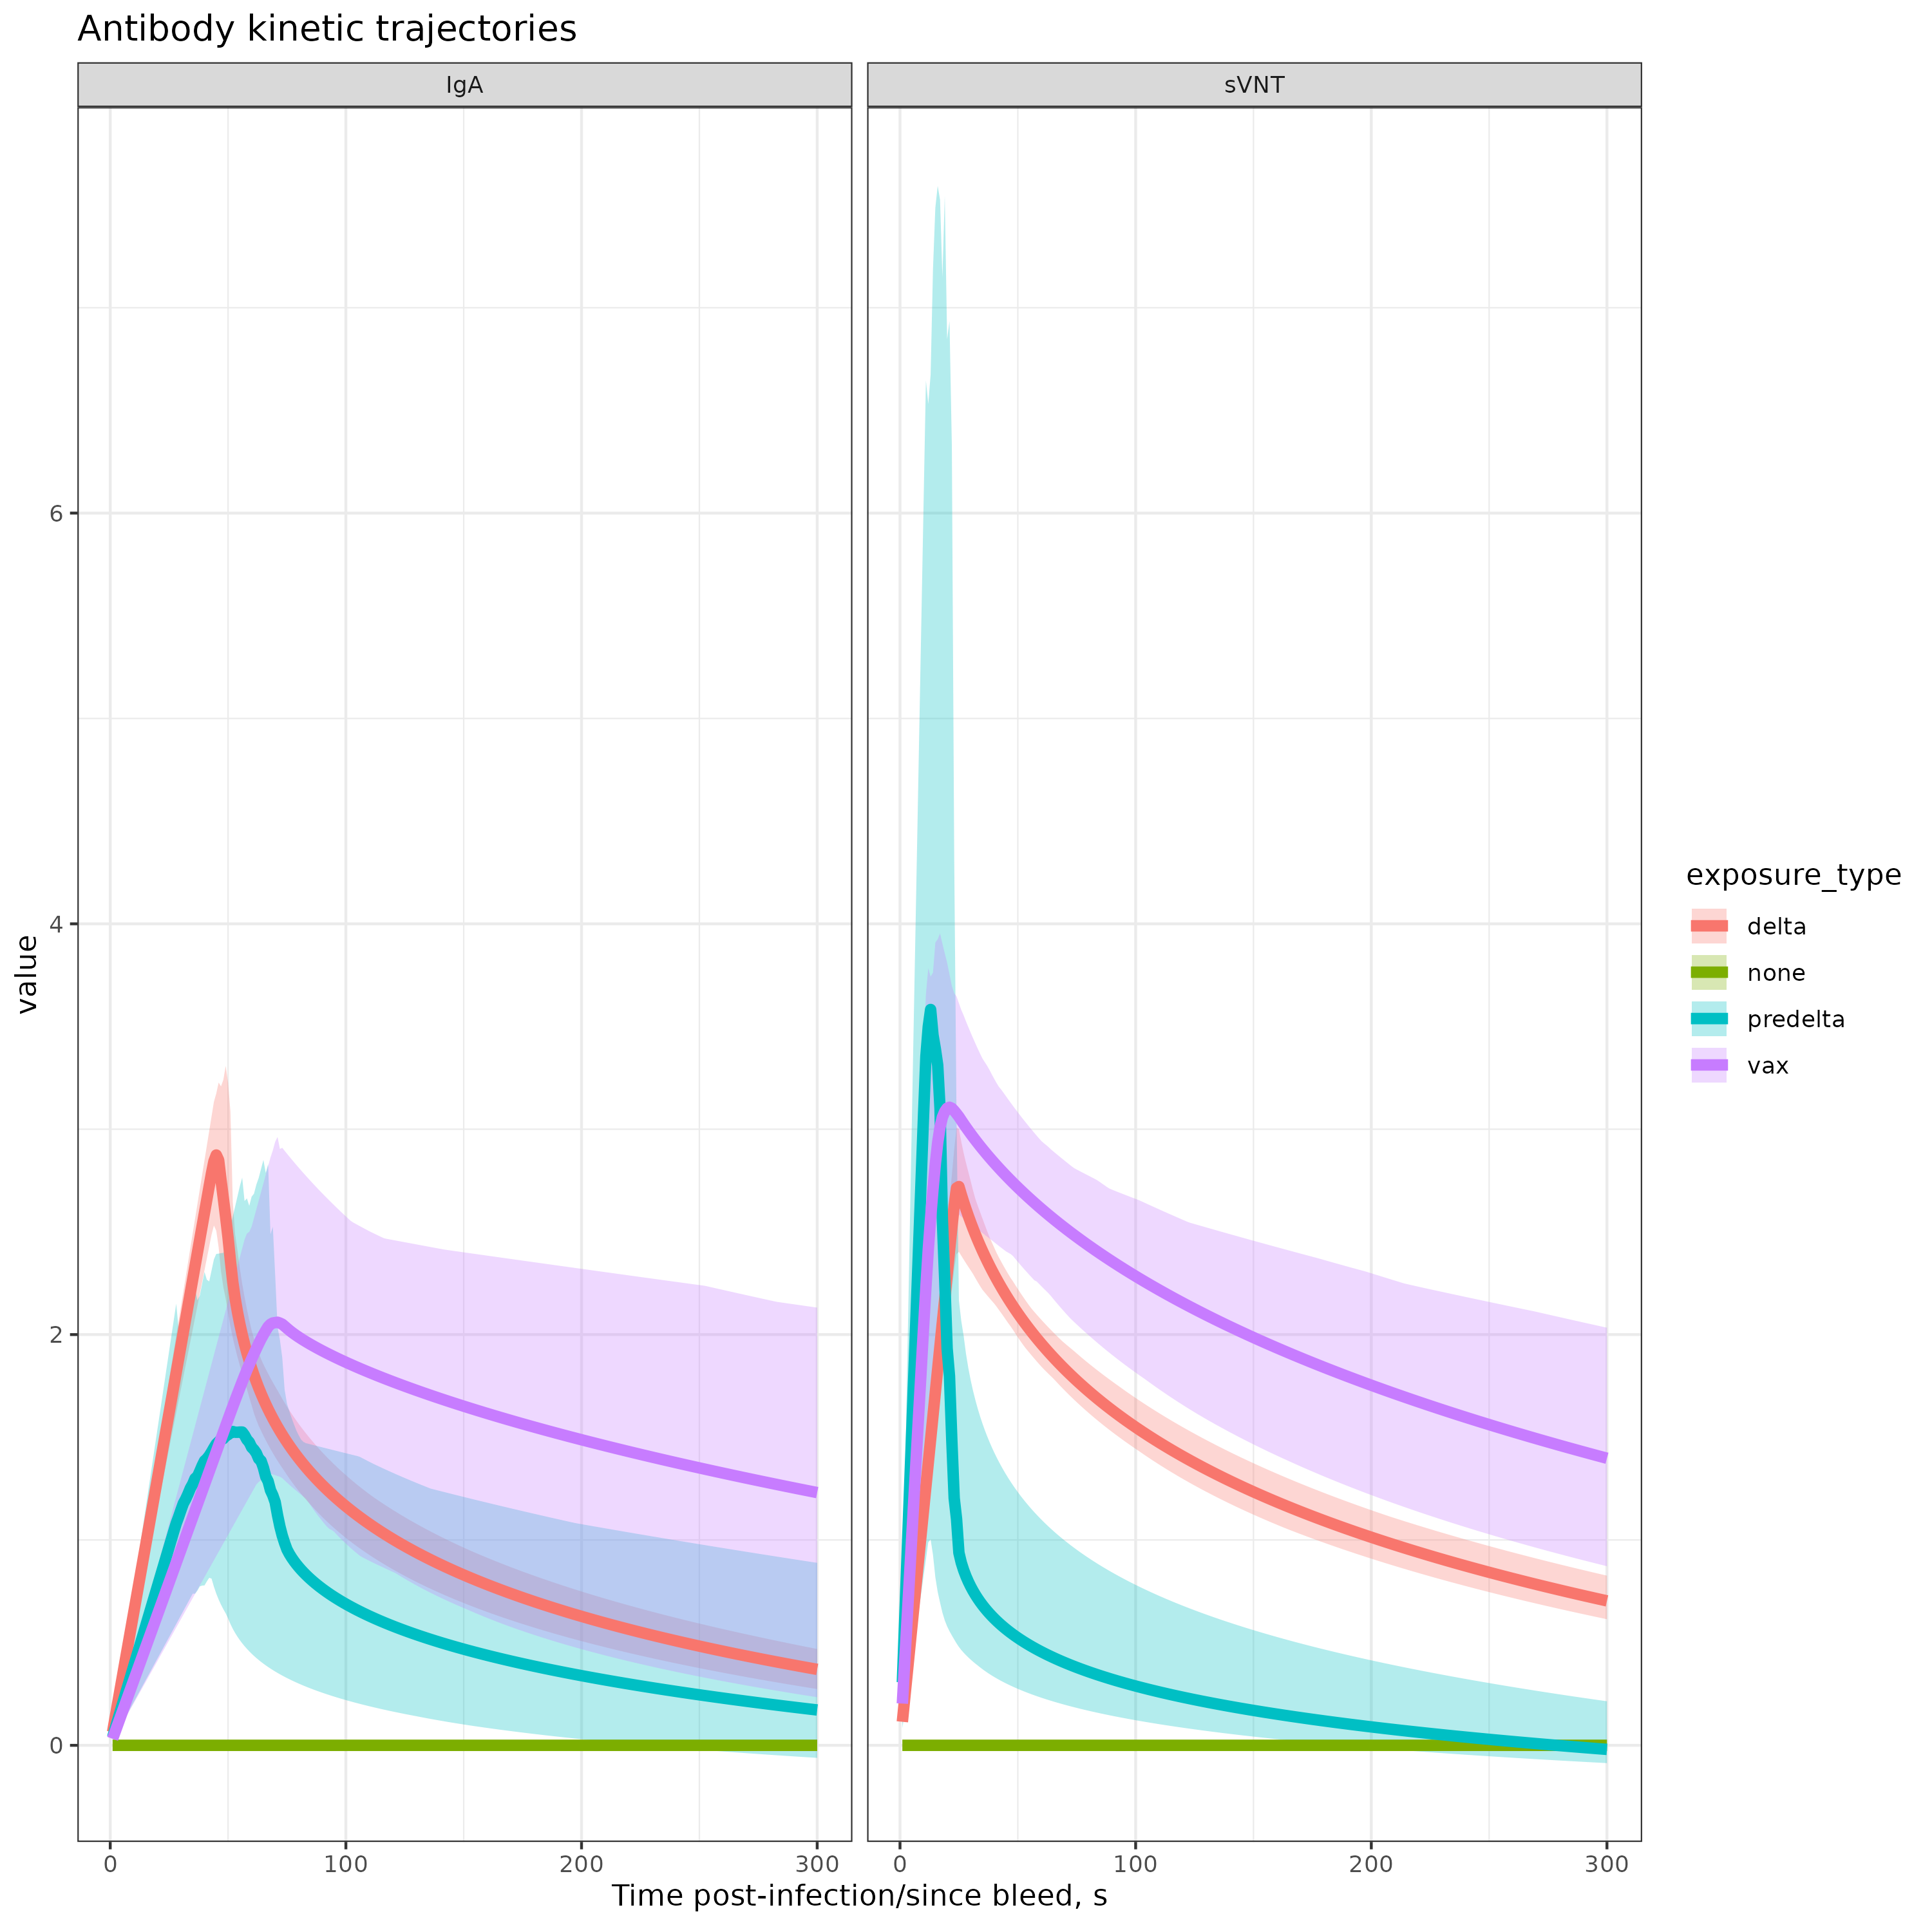 Antibody kinetic trajectories
IgA
sVNT
value
6
4
2
0
0
100
200
300
0
100
200
300
Time post-infection/since bleed, s
exposure_type
delta
none
predelta
vax